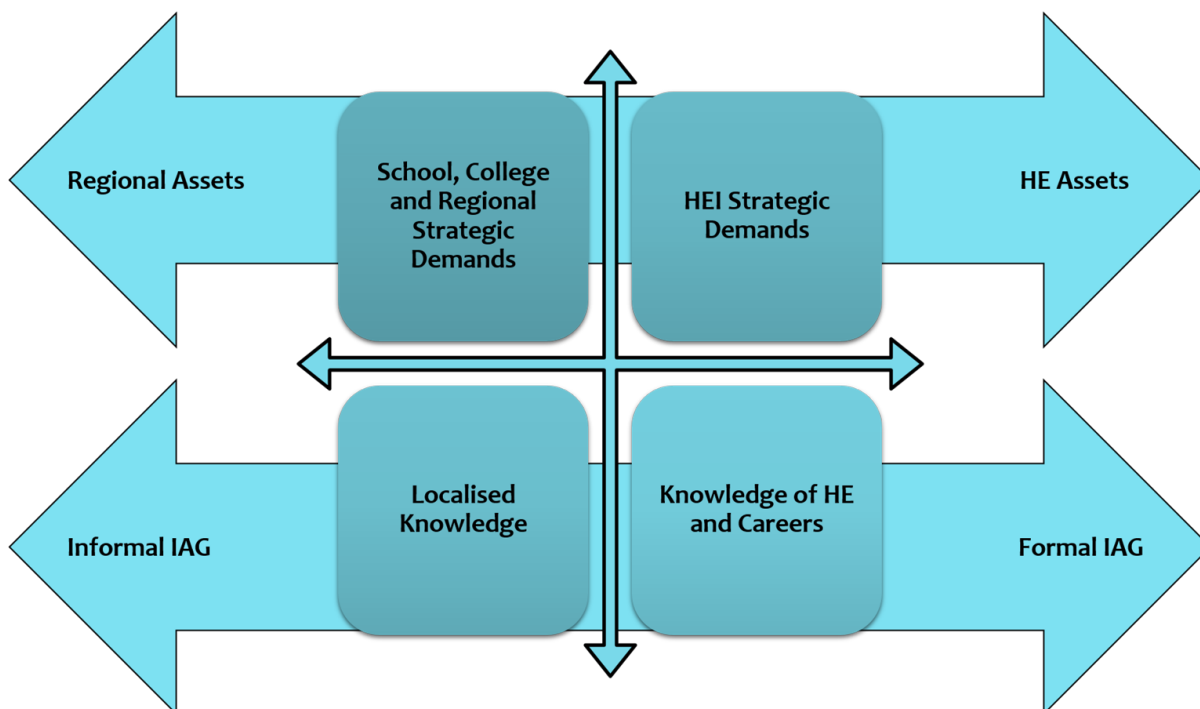 Regional Assets
School, College
and Regional
Strategic
Demands
HEI Strategic
Demands
HE Assets
Informal IAG
Localised
Knowledge
Knowledge of HE
and Careers
Formal IAG